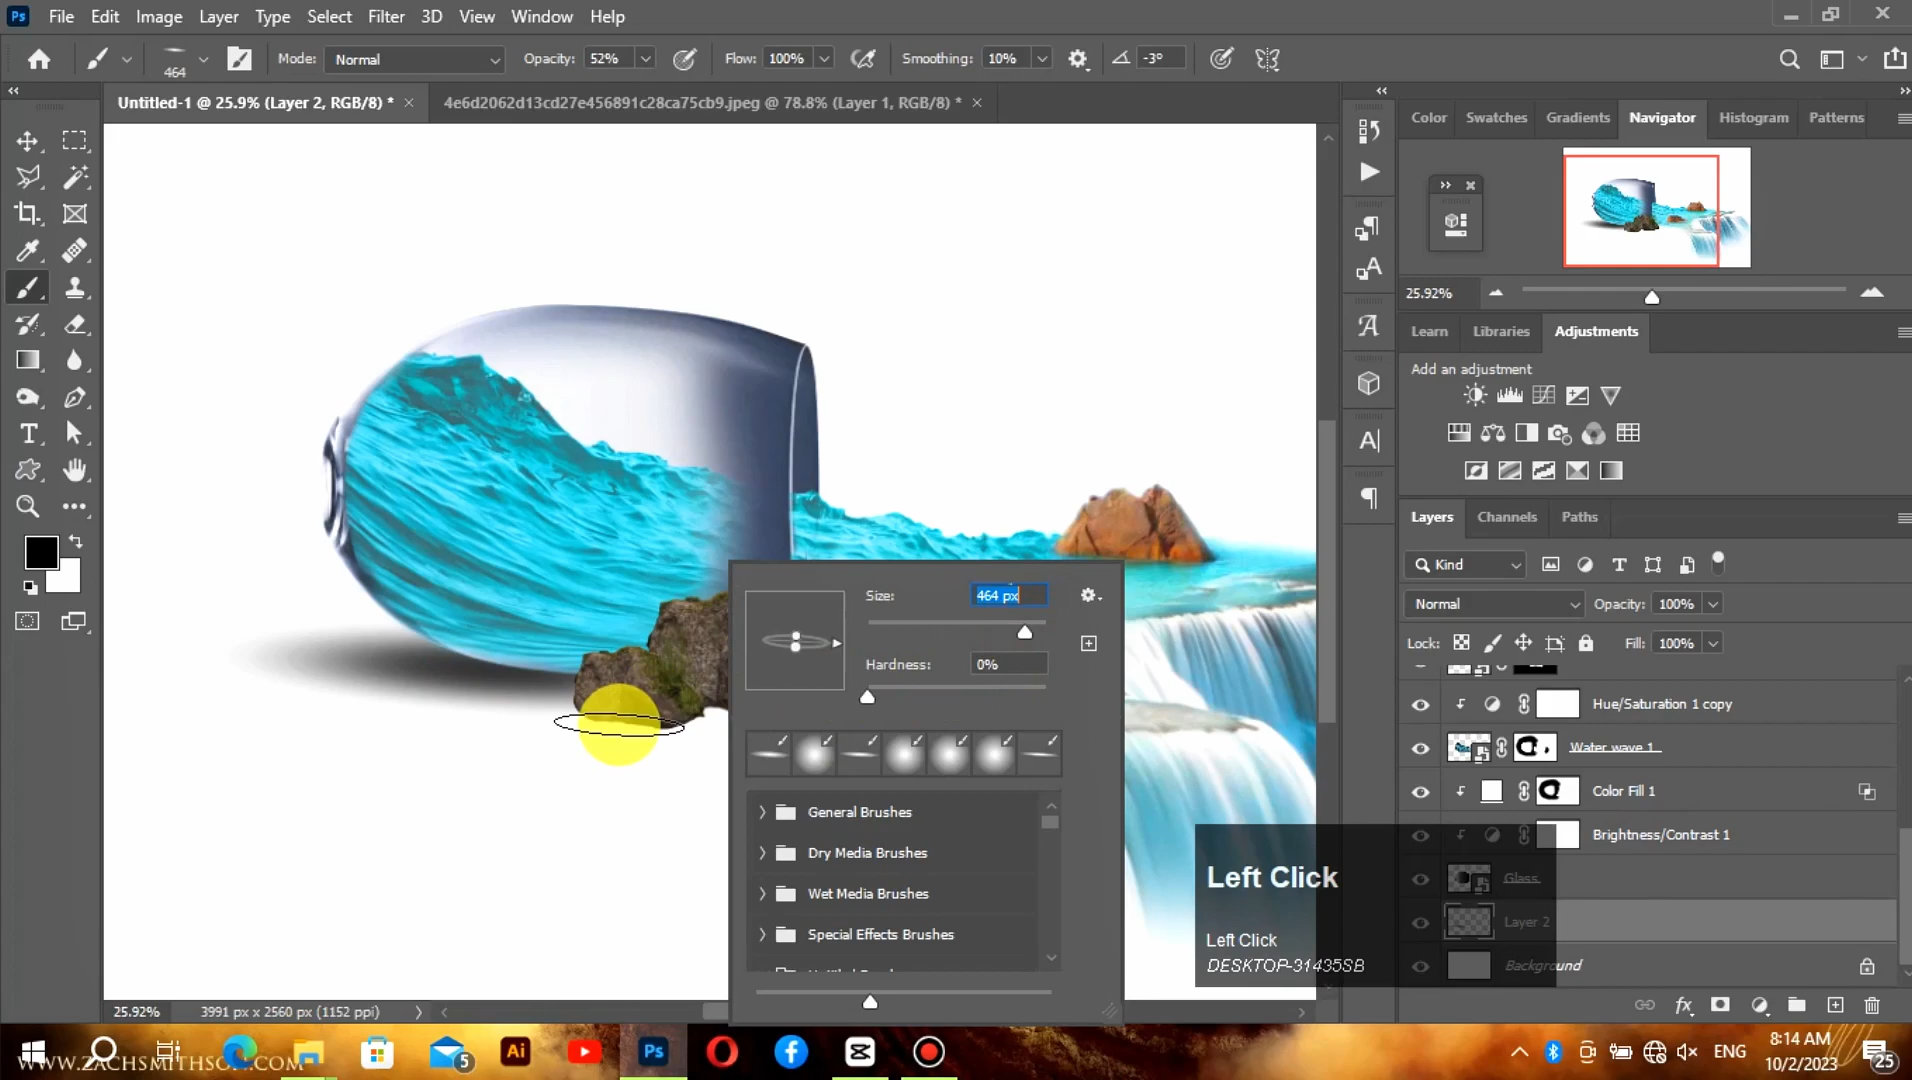 Ps File Edit Image Layer Type Select Filter 3D View Window Help
464 Mode: Normal Opacity: 52% Flow: 100% Smoothing: 10% -3°
Untitled-1 @ 25.9% (Layer 2, RGB/8) * × 4e6d2062d13cd27e456891c28ca75cb9.jpeg @ 78.8% (Layer 1, RGB/8) * ×
Color Swatches Gradients Navigator Histogram Patterns
25.92%
Learn Libraries Adjustments
Add an adjustment
Layers Channels Paths
Kind
Normal Opacity: 100%
Lock: Fill: 100%
Hue/Saturation 1 copy
Water wave 1
Color Fill 1
Brightness/Contrast 1
Glass
Layer 2
Background
Size: 464 px
Hardness: 0%
General Brushes
Dry Media Brushes
Wet Media Brushes
Special Effects Brushes
Left Click
Left Click
DESKTOP-31435SB
25.92% 3991 px x 2560 px (1152 ppi)
5 Ai Ps ENG 8:14 AM
10/2/2023 25